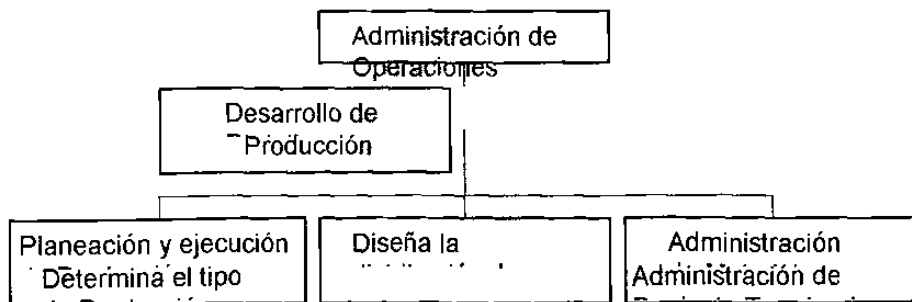 Administración de
Operaciones
Desarrollo de
Producción
Planeación y ejecución
Determina el tipo
Diseña la
Administración
Administración de